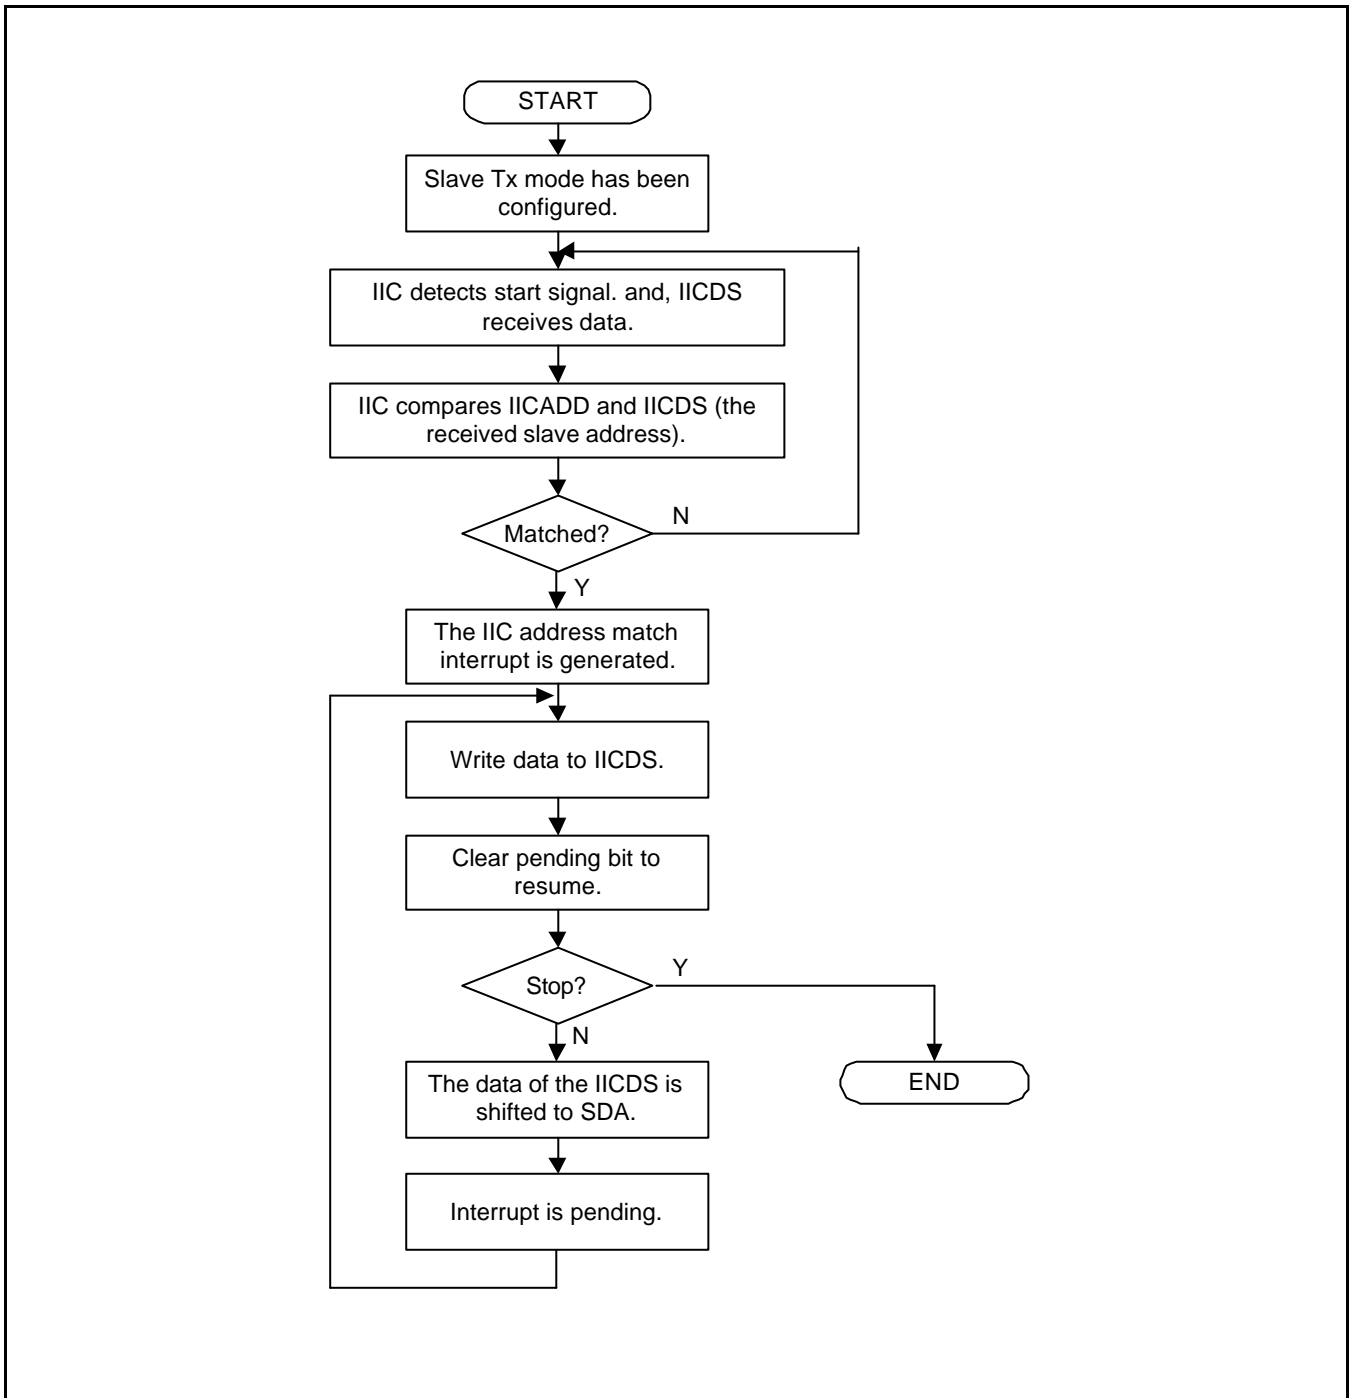 START
Slave Tx mode has been
configured.
IIC detects start signal. and, IICDS
receives data.
IIC compares IICADD and IICDS (the
received slave address).
Matched?
N
Y
The IIC address match
interrupt is generated.
Write data to IICDS.
Clear pending bit to
resume.
Stop?
Y
N
The data of the IICDS is
shifted to SDA.
END
Interrupt is pending.